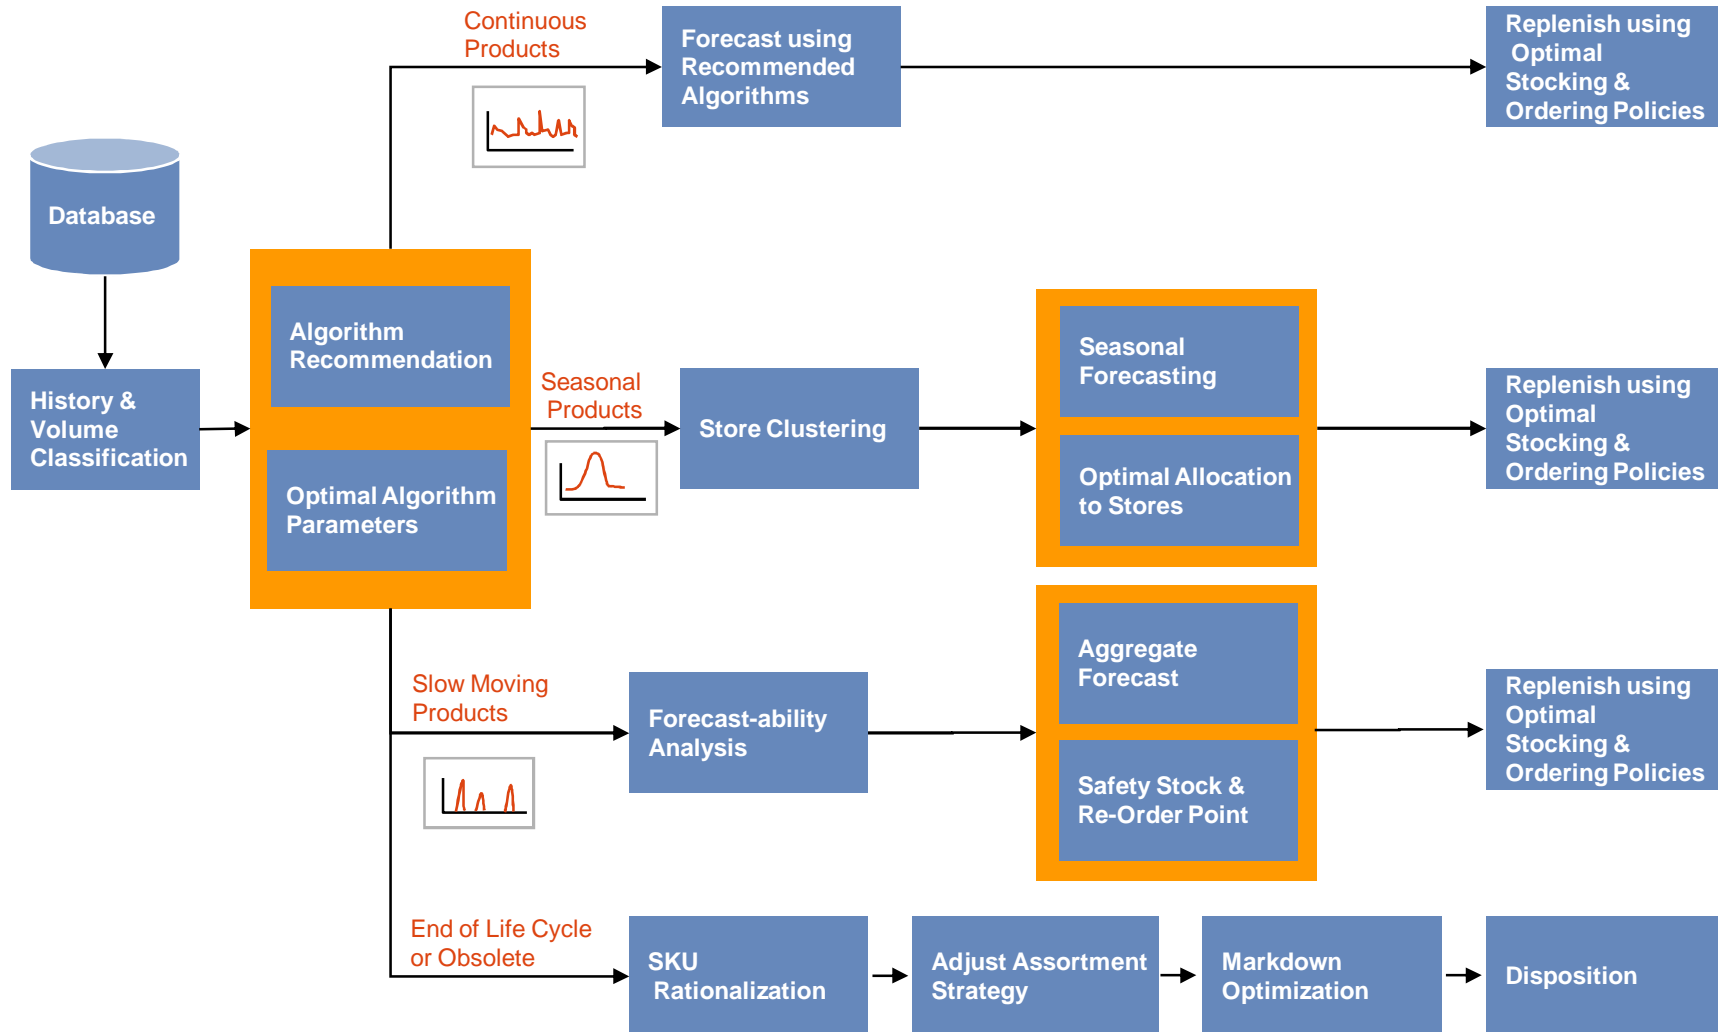 Continuous
Products
Forecast using
Recommended
Algorithms
Replenish using
Optimal
Stocking &
Ordering Policies
Database
History &
Volume
Classification
Algorithm
Recommendation
Optimal Algorithm
Parameters
Seasonal
Products
Store Clustering
Seasonal
Forecasting
Optimal Allocation
to Stores
Replenish using
Optimal
Stocking &
Ordering Policies
Slow Moving
Products
Forecast-ability
Analysis
Aggregate
Forecast
Safety Stock &
Re-Order Point
Replenish using
Optimal
Stocking &
Ordering Policies
End of Life Cycle
or Obsolete
SKU
Rationalization
Adjust Assortment
Strategy
Markdown
Optimization
Disposition